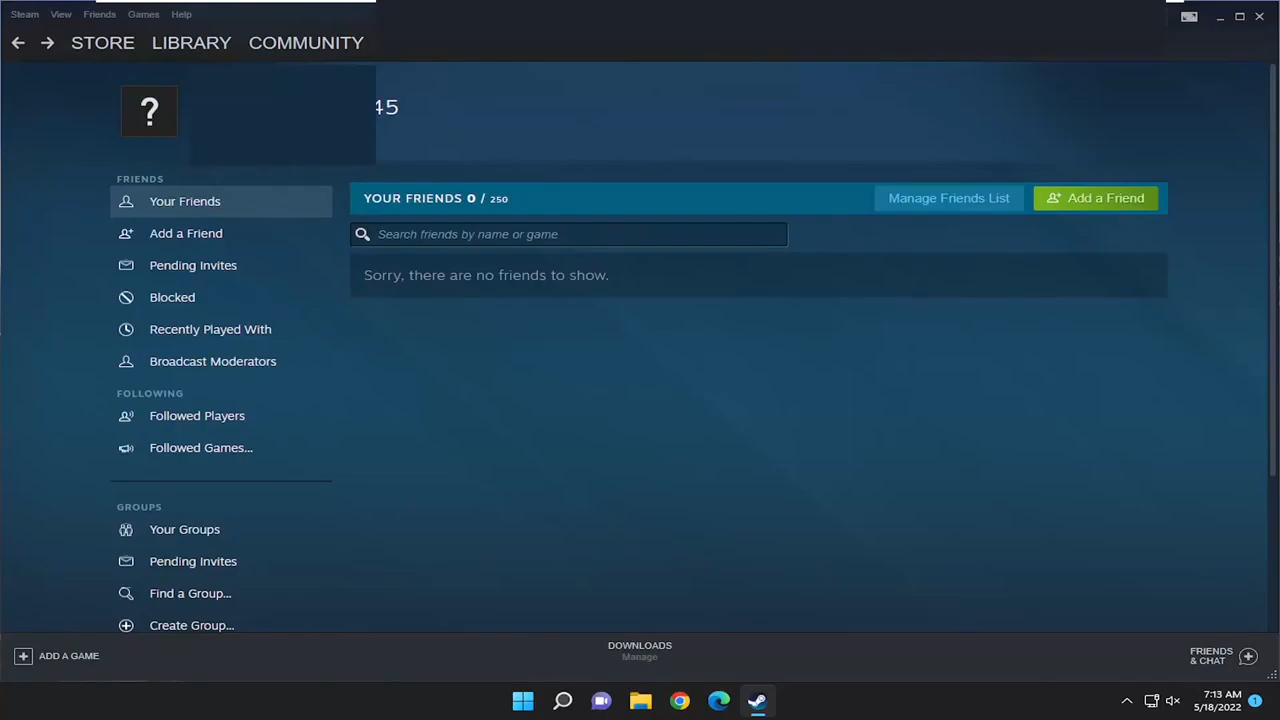 Steam View Friends Games Help
STORE LIBRARY COMMUNITY
?
45
FRIENDS
Your Friends
Add a Friend
Pending Invites
Blocked
Recently Played With
Broadcast Moderators
FOLLOWING
Followed Players
Followed Games...
GROUPS
Your Groups
Pending Invites
Find a Group...
Create Group...
YOUR FRIENDS 0 / 250
Manage Friends List
Add a Friend
Search friends by name or game
Sorry, there are no friends to show.
ADD A GAME
DOWNLOADS
Manage
FRIENDS
& CHAT
7:13 AM
5/18/2022
1